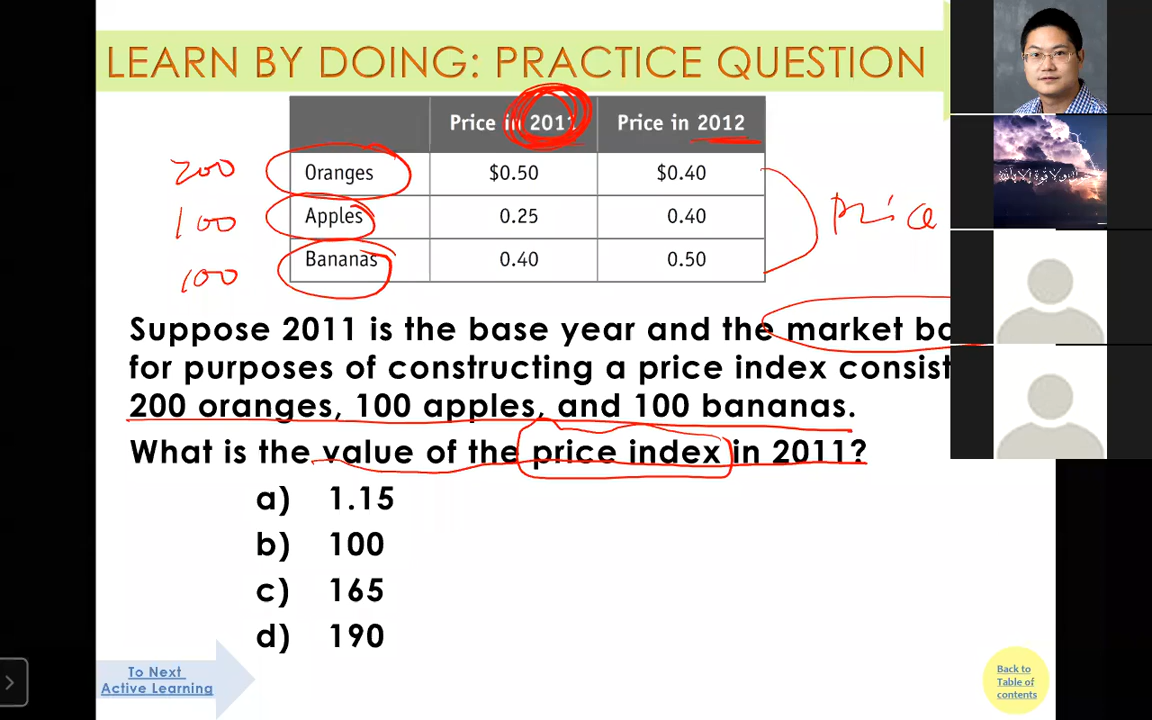 LEARN BY DOING: PRACTICE QUESTION
Price in 2011 Price in 2012
200 Oranges $0.50 $0.40
100 Apples 0.25 0.40
100 Bananas 0.40 0.50
Price
Suppose 2011 is the base year and the market
for purposes of constructing a price index consist
200 oranges, 100 apples, and 100 bananas.
What is the value of the price index in 2011?
a) 1.15
b) 100
c) 165
d) 190
To Next
Active Learning
Back to
Table of
contents